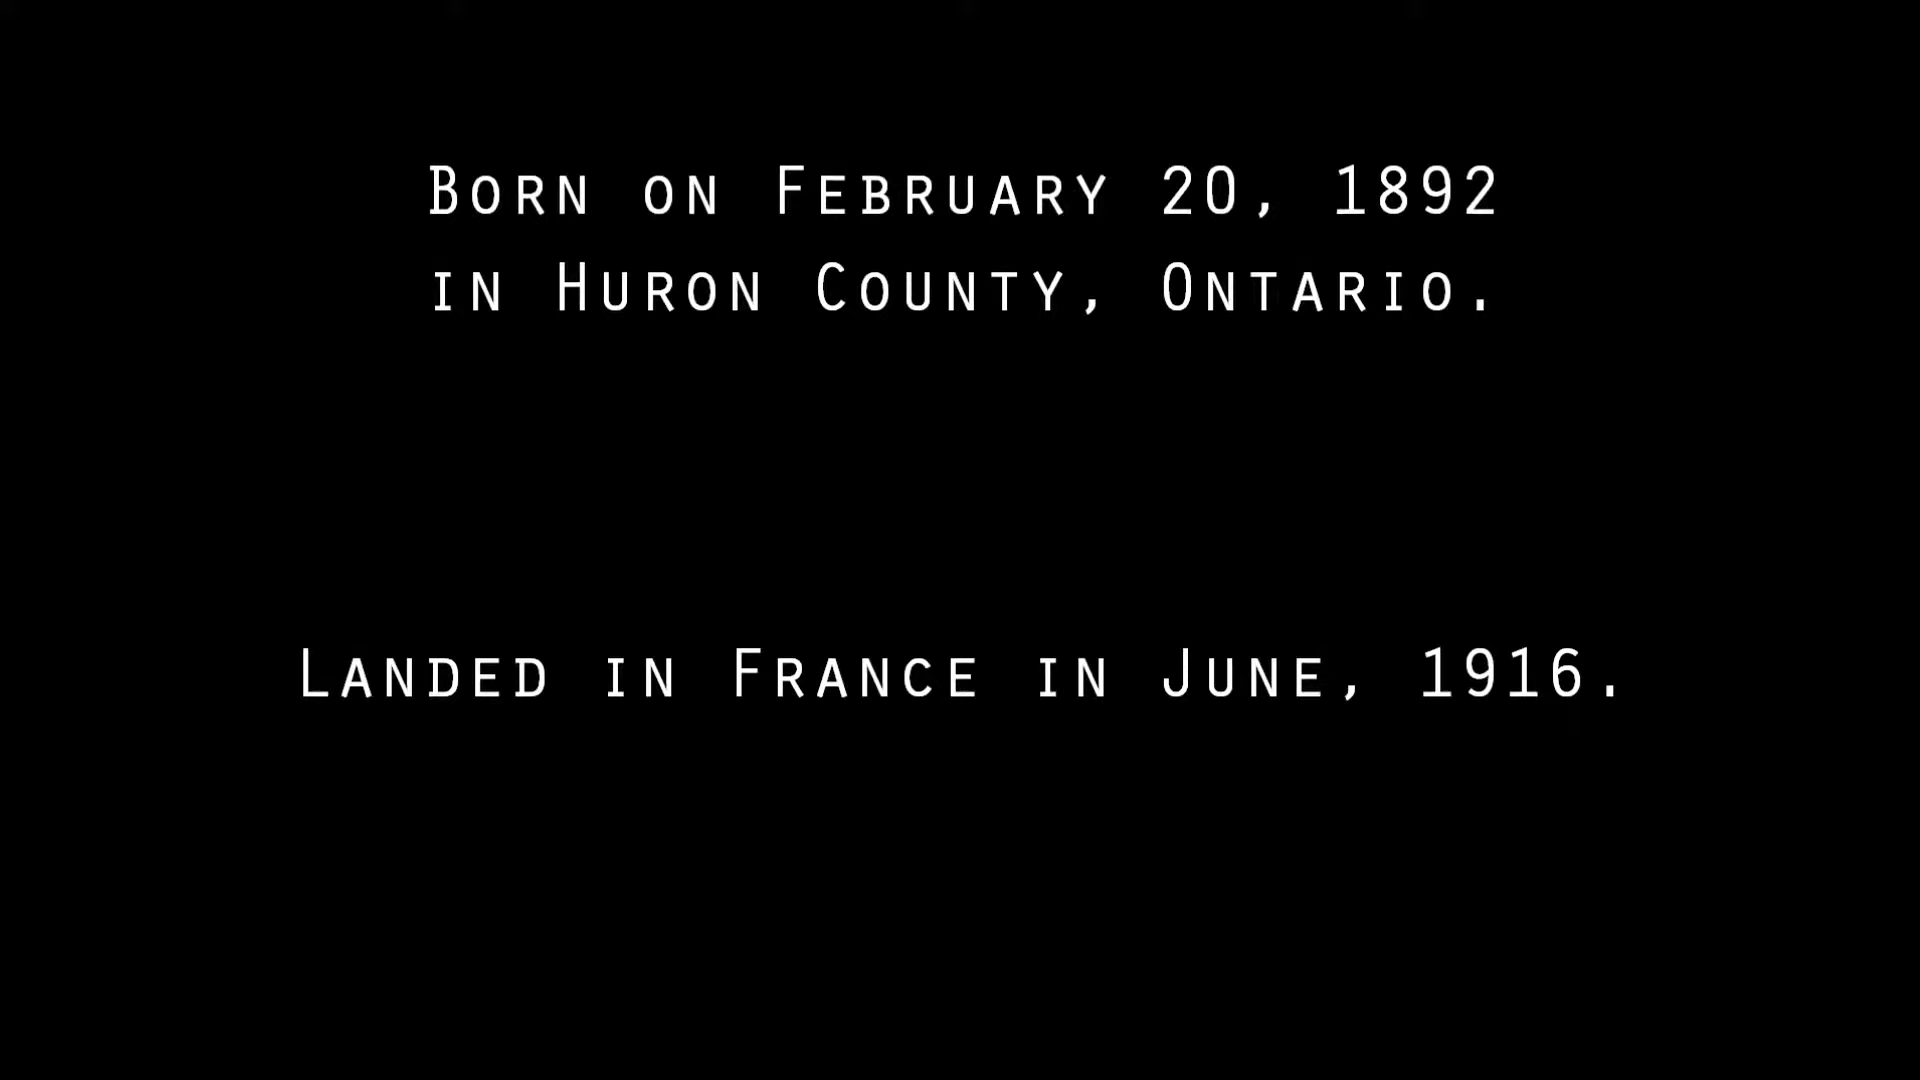 Born on February 20, 1892
in Huron County, Ontario.
Landed in France in June, 1916.